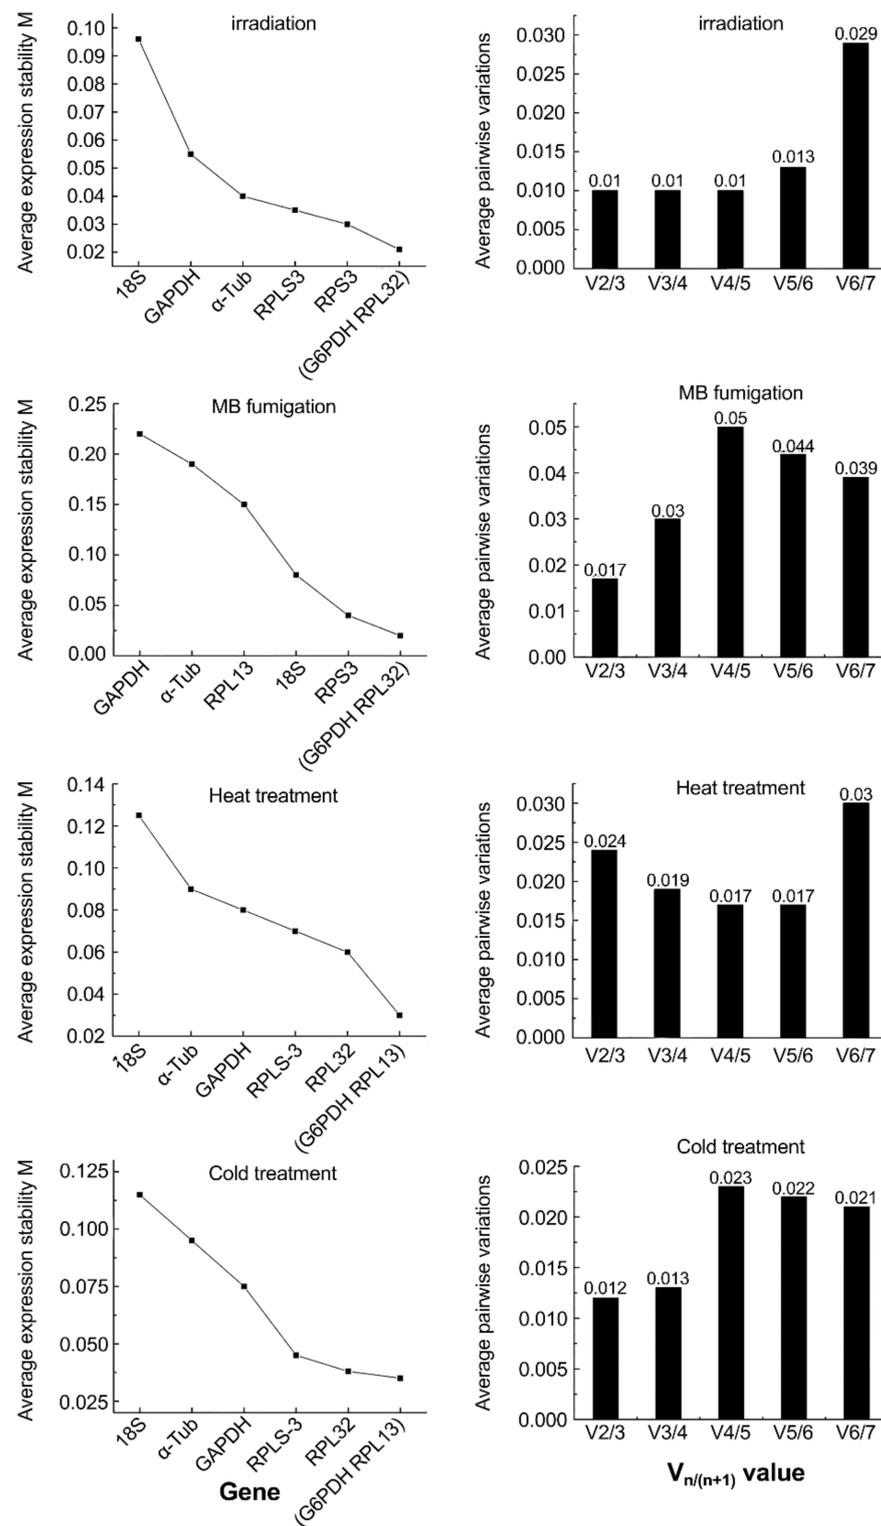 irradiation
Average expression stability M
0.10
0.09
0.08
0.07
0.06
0.05
0.04
0.03
0.02
18S
GAPDH
α-Tub
RPLS3
RPS3
(G6PDH RPL32)
irradiation
Average pairwise variations
0.030
0.025
0.020
0.015
0.010
0.005
0.000
0.01
0.01
0.01
0.013
0.029
V2/3
V3/4
V4/5
V5/6
V6/7
MB fumigation
Average expression stability M
0.25
0.20
0.15
0.10
0.05
0.00
GAPDH
α-Tub
RPL13
18S
RPS3
(G6PDH RPL32)
MB fumigation
Average pairwise variations
0.05
0.04
0.03
0.02
0.01
0.00
0.017
0.03
0.05
0.044
0.039
V2/3
V3/4
V4/5
V5/6
V6/7
Heat treatment
Average expression stability M
0.14
0.12
0.10
0.08
0.06
0.04
0.02
18S
α-Tub
GAPDH
RPLS-3
RPL32
(G6PDH RPL13)
Heat treatment
Average pairwise variations
0.030
0.025
0.020
0.015
0.010
0.005
0.000
0.024
0.019
0.017
0.017
0.03
V2/3
V3/4
V4/5
V5/6
V6/7
Cold treatment
Average expression stability M
0.125
0.100
0.075
0.050
0.025
18S
α-Tub
GAPDH
RPLS-3
RPL32
(G6PDH RPL13)
Gene
Cold treatment
Average pairwise variations
0.025
0.020
0.015
0.010
0.005
0.000
0.012
0.013
0.023
0.022
0.021
V2/3
V3/4
V4/5
V5/6
V6/7
Vn/(n+1) value